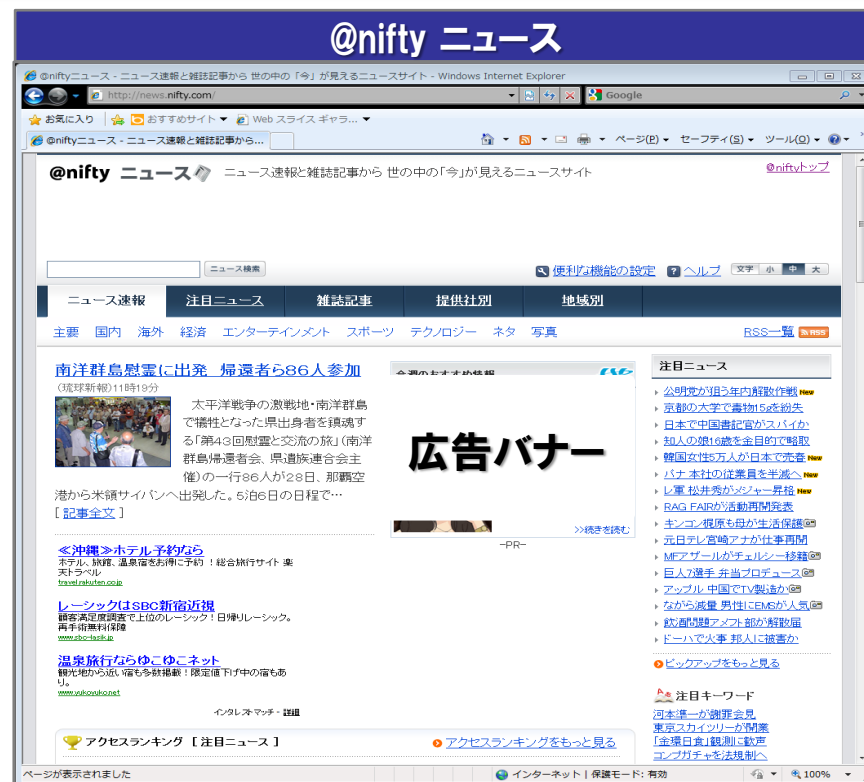 @nifty ニュース
@niftyニュース - ニュース速報と雑誌記事から 世の中の「今」が見えるニュースサイト - Windows Internet Explorer
http://news.nifty.com/
Google
お気に入り おすすめサイト Web スライス ギャラ...
@niftyニュース - ニュース速報と雑誌記事から...
ページ(P) セーフティ(S) ツール(O)
@nifty ニュース ニュース速報と雑誌記事から 世の中の「今」が見えるニュースサイト
@niftyトップ
ニュース検索
便利な機能の設定 ヘルプ 文字 小 中 大
ニュース速報 注目ニュース 雑誌記事 提供社別 地域別
主要 国内 海外 経済 エンターテインメント スポーツ テクノロジー ネタ 写真
RSS一覧 RSS
南洋群島慰霊に出発 帰還者ら86人参加
(琉球新報)11時19分
太平洋戦争の激戦地・南洋群島
で犠牲となった県出身者を鎮魂す
る「第43回慰霊と交流の旅」(南洋
群島帰還者会、県遺族連合会主
催)の一行86人が28日、那覇空
港から米領サイパンへ出発した。5泊6日の日程で…
[ 記事全文 ]
今週のおすすめ情報
広告バナー
>>続きを読む
-PR-
≪沖縄≫ホテル予約なら
ホテル、旅館、温泉宿をお得に予約！総合旅行サイト 楽
天トラベル
travel.rakuten.co.jp
レーシックはSBC新宿近視
顧客満足度調査で上位のレーシック！日帰りレーシック。
再手術無料保障
www.sbc-lasik.jp
温泉旅行ならゆこゆこネット
観光地から近い宿も多数掲載！限定値下げ中の宿もあ
り。
www.yukoyuko.net
インタレストマッチ - 詳細
アクセスランキング [ 注目ニュース ]
アクセスランキングをもっと見る
注目ニュース
公明党が狙う年内解散作戦 New
京都の大学で毒物15gを紛失
日本で中国書記官がスパイか
知人の娘16歳を金目的で略取
韓国女性5万人が日本で売春 New
パナ 本社の従業員を半減へ New
レ軍 松井秀がメジャー昇格 New
RAG FAIRが活動再開発表
キンコン梶原も母が生活保護
元日テレ宮崎アナが仕事再開
MFアザールがチェルシー移籍
巨人7選手 弁当プロデュース
アップル 中国でTV製造か
ながら減量 男性にEMSが人気
飲酒問題アメフト部が解散届
ドーハで火事 邦人に被害か
ピックアップをもっと見る
注目キーワード
河本準一が謝罪会見
東京スカイツリーが開業
「金環日食」観測に歓声
コンプガチャを法規制へ
ページが表示されました
インターネット | 保護モード: 有効
100%